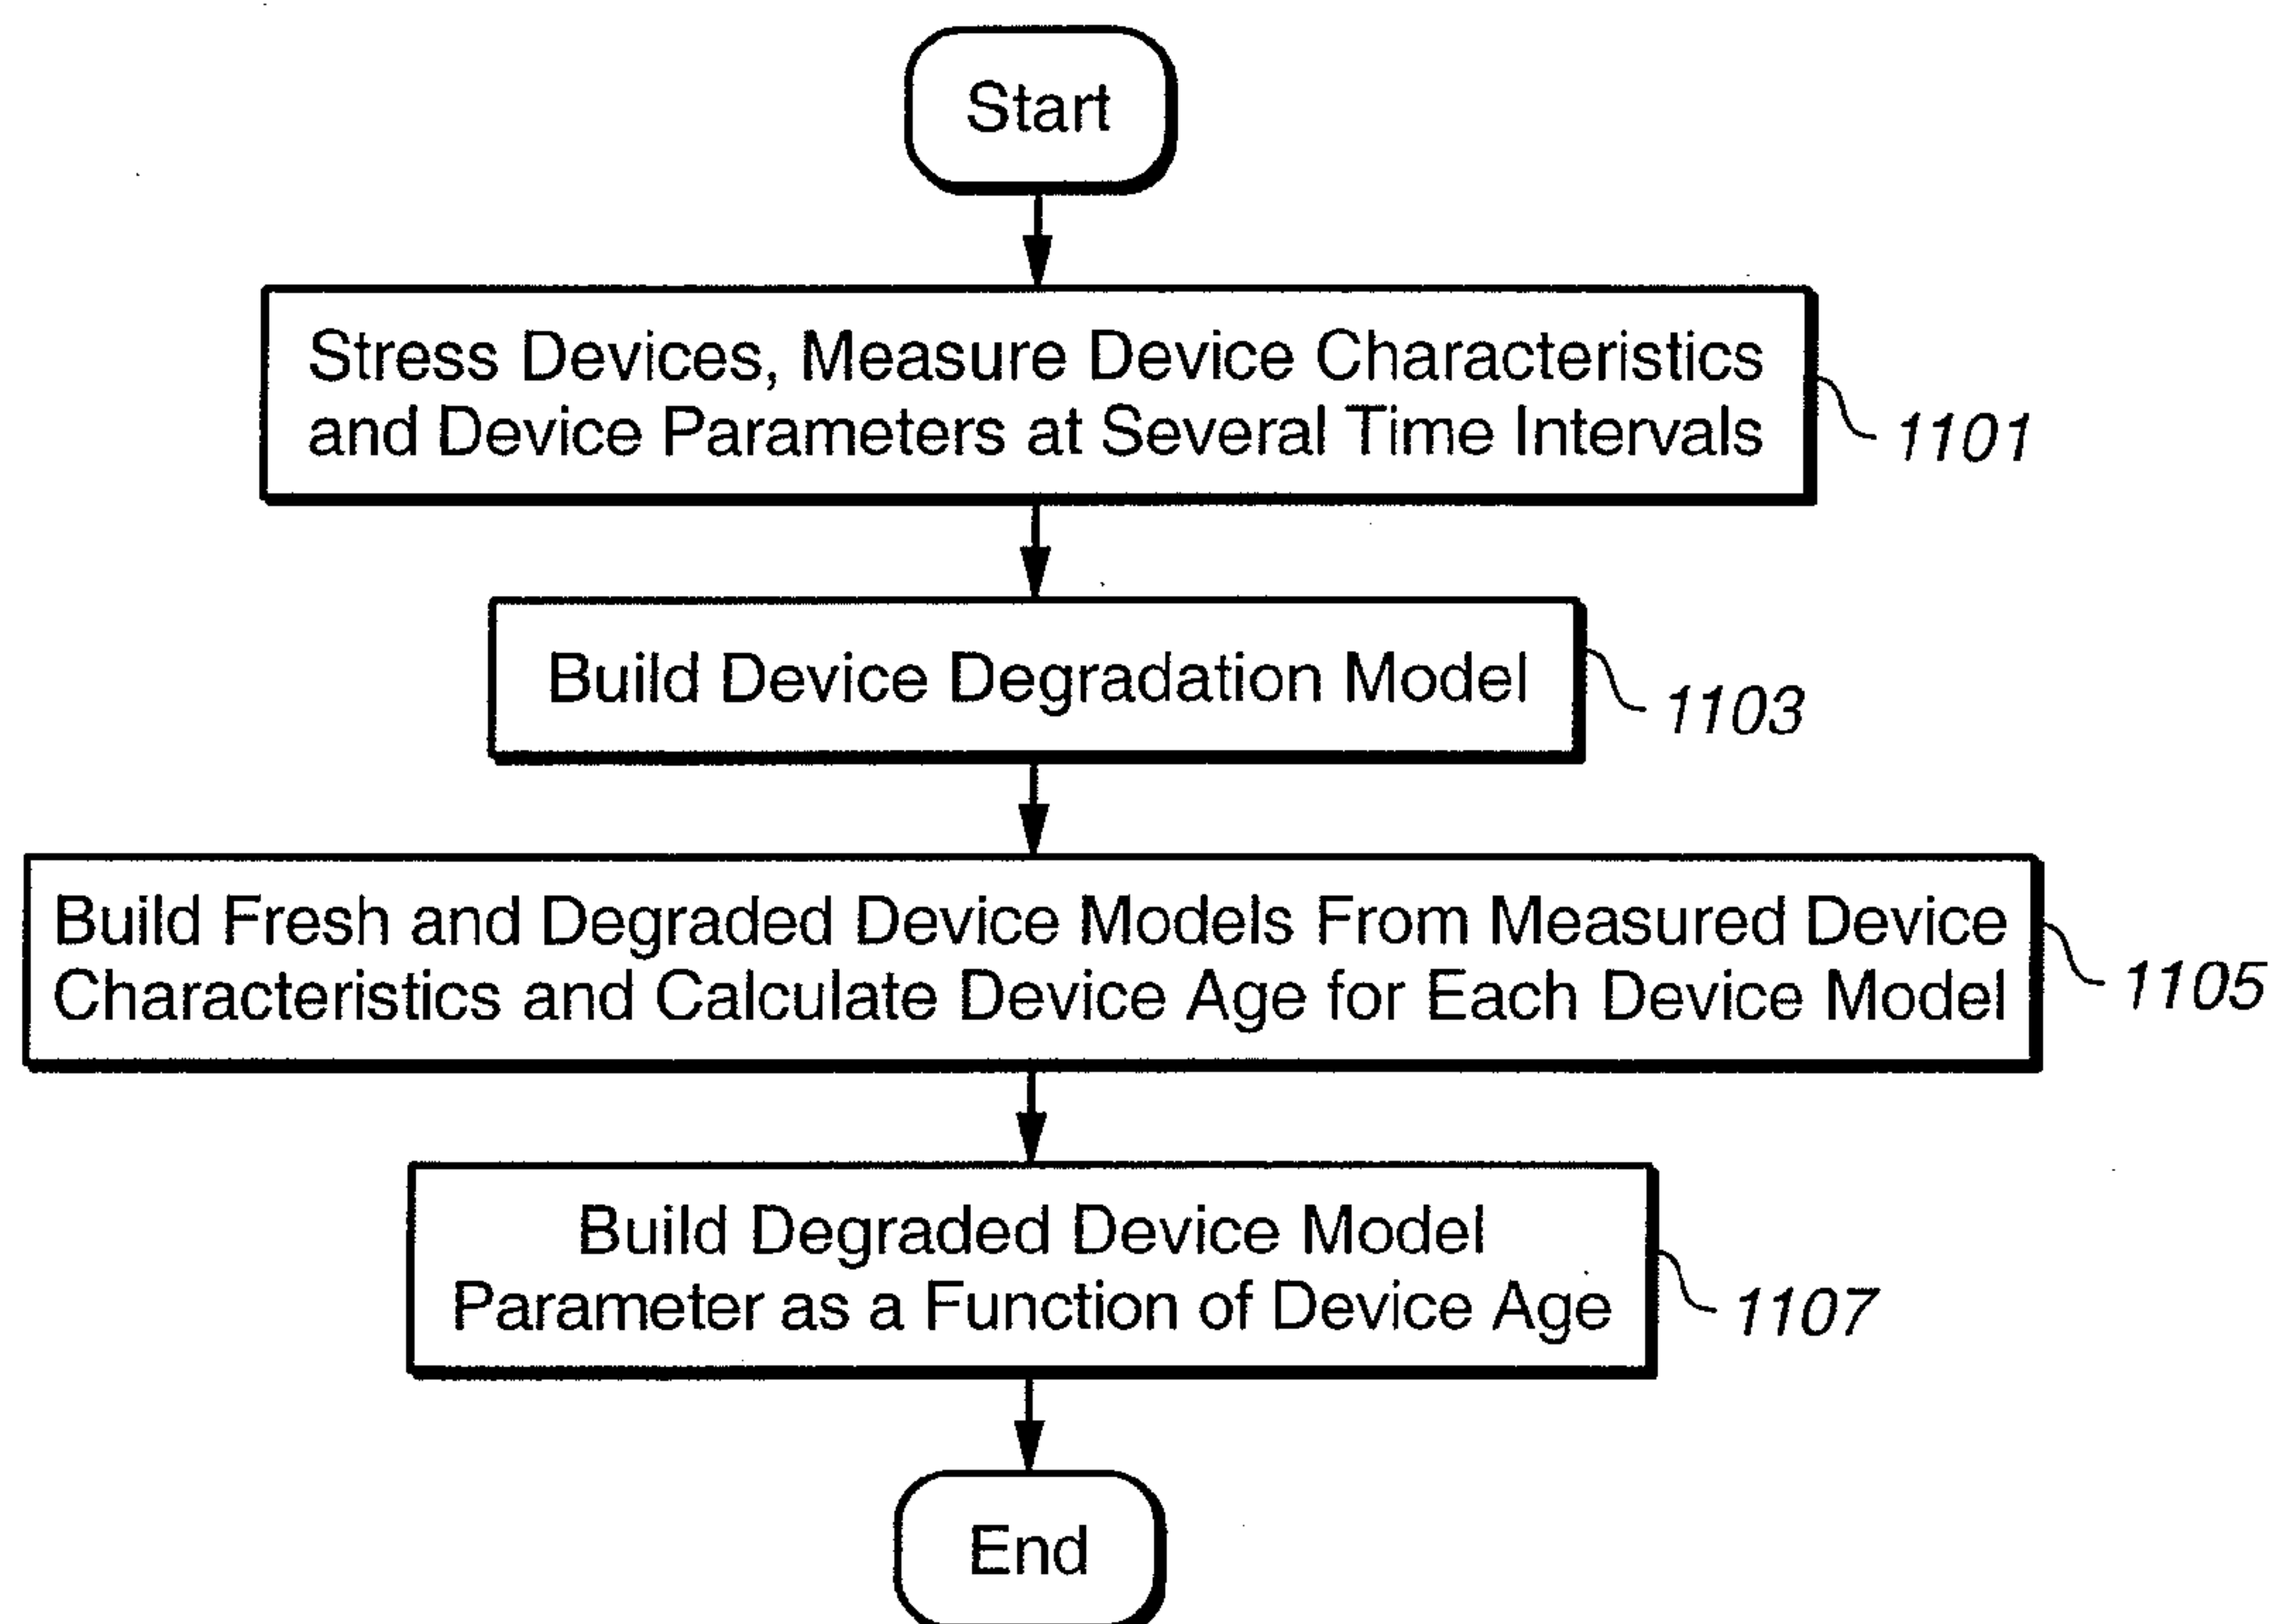 Start
Stress Devices, Measure Device Characteristics
and Device Parameters at Several Time Intervals
1101
Build Device Degradation Model
1103
Build Fresh and Degraded Device Models From Measured Device
Characteristics and Calculate Device Age for Each Device Model
1105
Build Degraded Device Model
Parameter as a Function of Device Age
1107
End